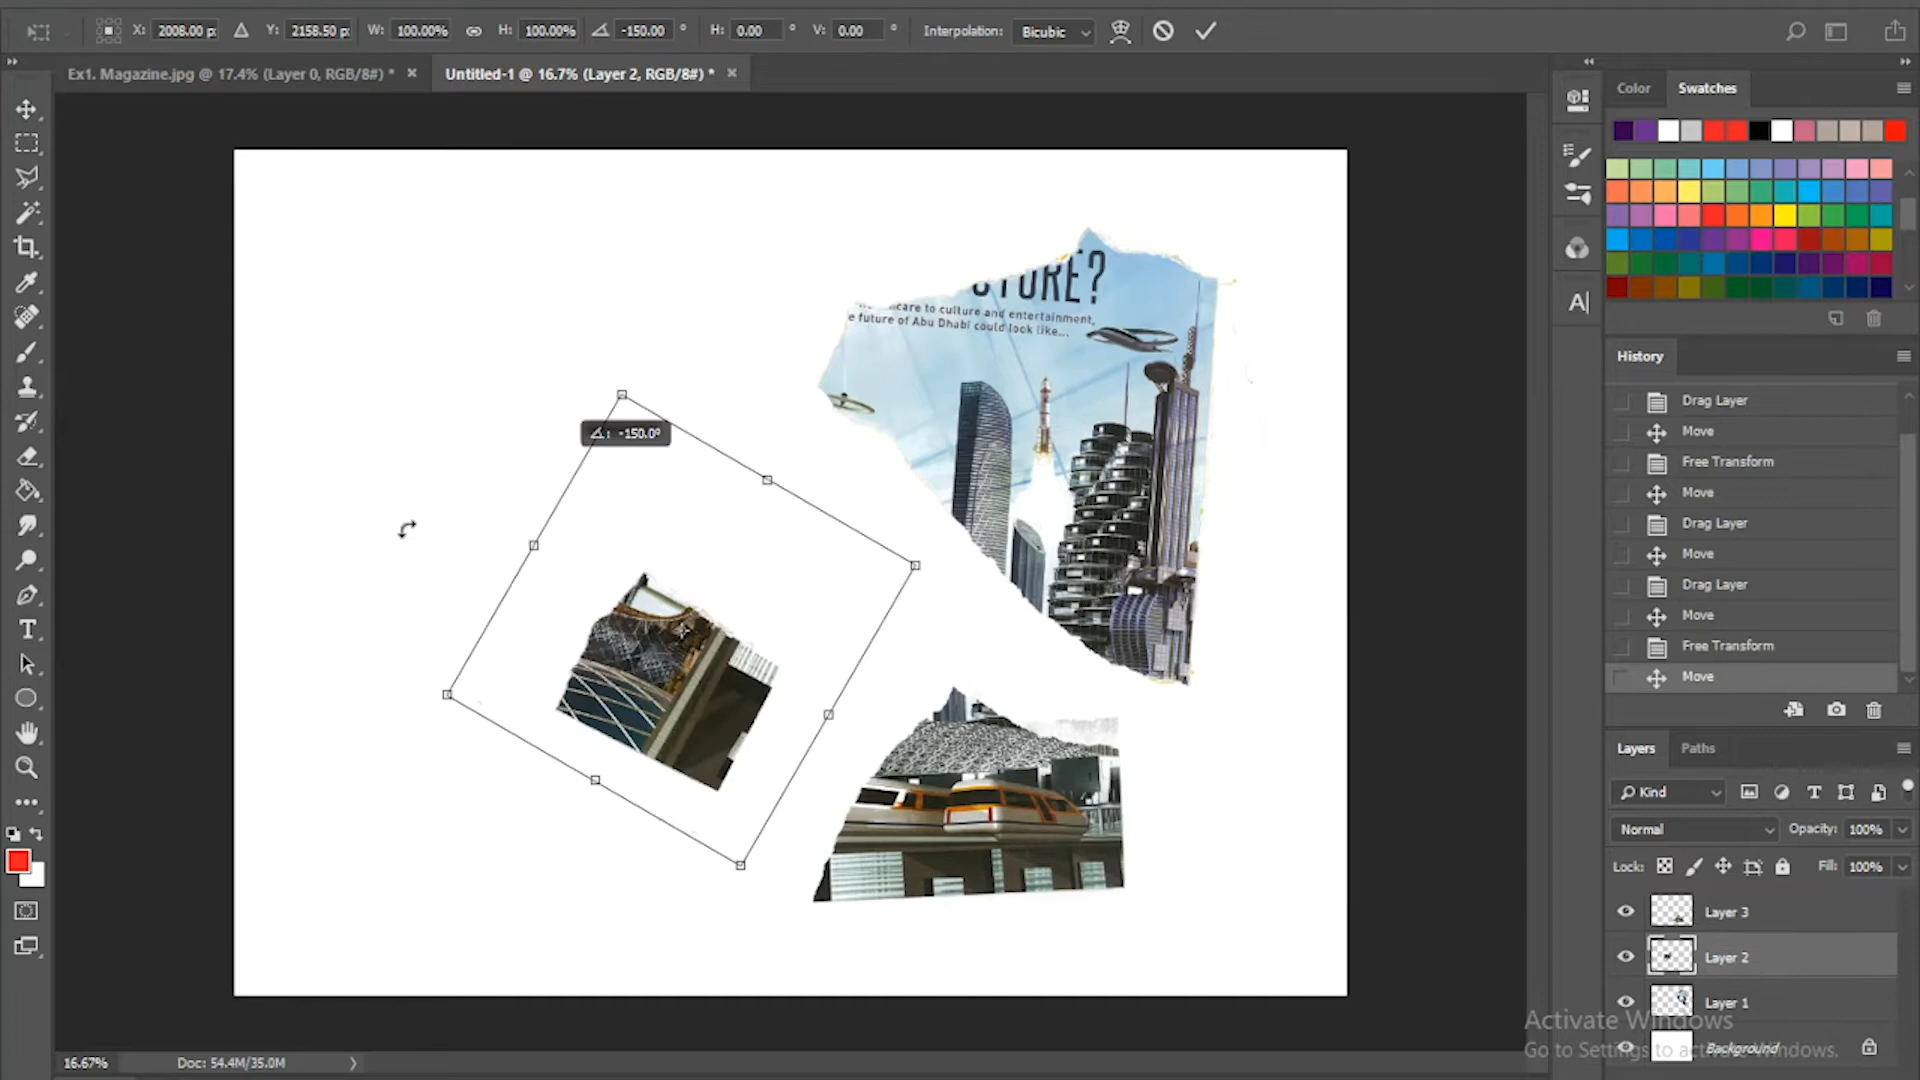 X: 2008.00 p: Y: 2158.50 p: W: 100.00% H: 100.00% -150.00 ° H: 0.00 ° V: 0.00 ° Interpolation: Bicubic
Ex1. Magazine.jpg @ 17.4% (Layer 0, RGB/8#) * × Untitled-1 @ 16.7% (Layer 2, RGB/8#) * ×
Color Swatches
URE?
care to culture and entertainment,
e future of Abu Dhabi could look like...
: -150.0°
A|
History
Drag Layer
Move
Free Transform
Move
Drag Layer
Move
Drag Layer
Move
Free Transform
Move
Layers Paths
Kind
Normal Opacity: 100%
Lock: Fill: 100%
Layer 3
Layer 2
Layer 1
Background
Activate Windows
Go to Settings to activate Windows.
16.67% Doc: 54.4M/35.0M